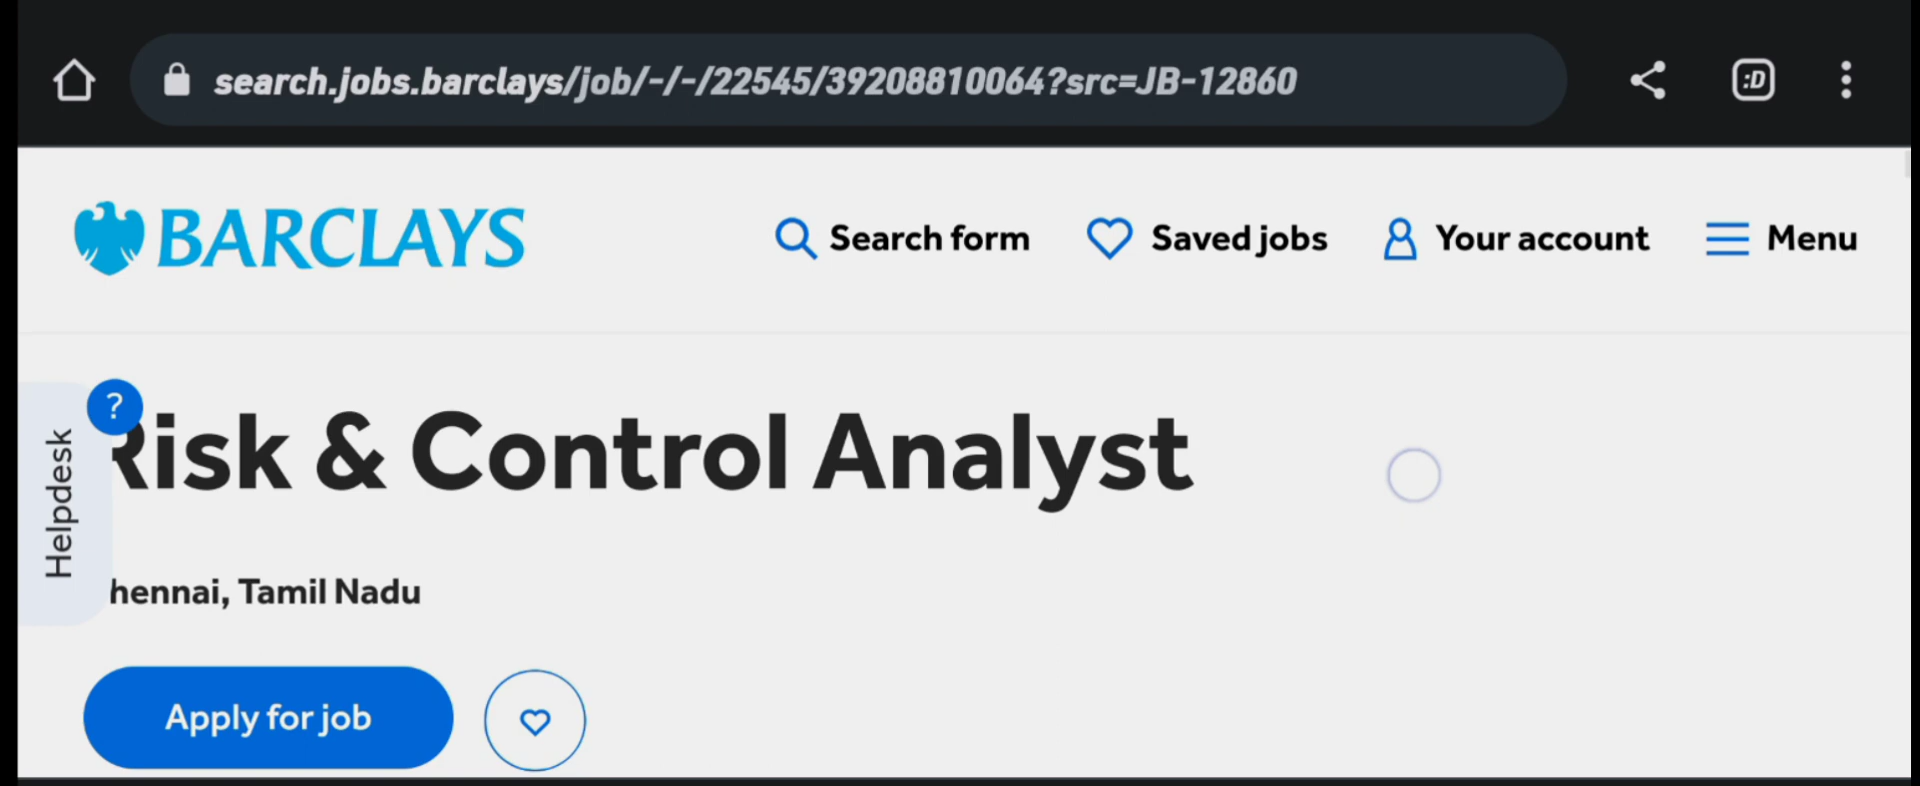 search.jobs.barclays/job/-/-/22545/39208810064?src=JB-12860
:D
BARCLAYS
Search form
Saved jobs
Your account
Menu
?
Helpdesk
Risk & Control Analyst
hennai, Tamil Nadu
Apply for job